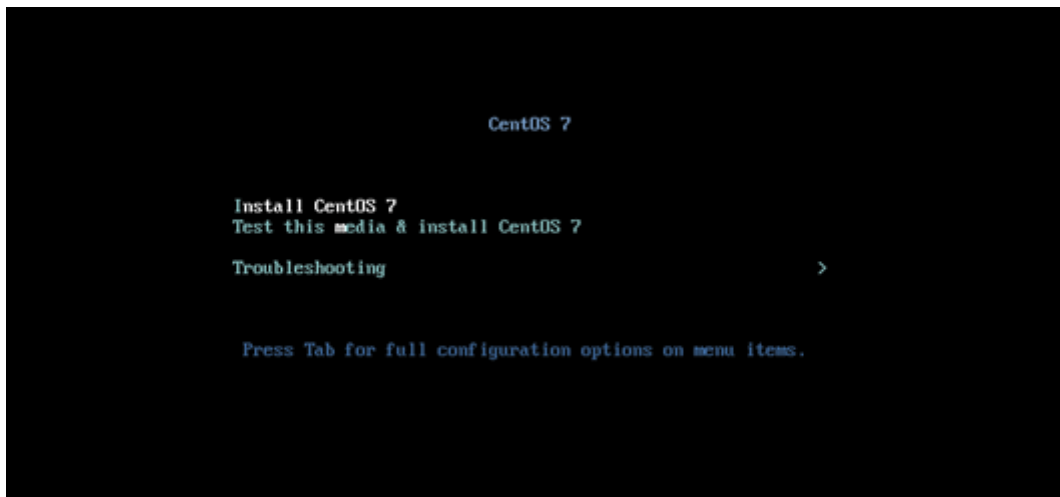 CentOS 7
Install CentOS 7
Test this media & install CentOS 7
Troubleshooting >
Press Tab for full configuration options on menu items.